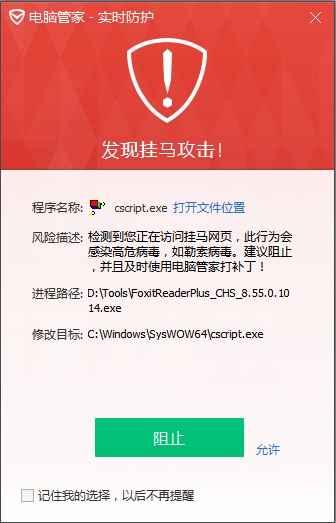 电脑管家 - 实时防护
发现挂马攻击!
程序名称: cscript.exe 打开文件位置
风险描述: 检测到您正在访问挂马网页，此行为会
感染高危病毒，如勒索病毒。建议阻止
，并且及时使用电脑管家打补丁！
进程路径: D:\Tools\FoxitReaderPlus_CHS_8.55.0.10
14.exe
修改目标: C:\Windows\SysWOW64\cscript.exe
阻止
允许
记住我的选择，以后不再提醒